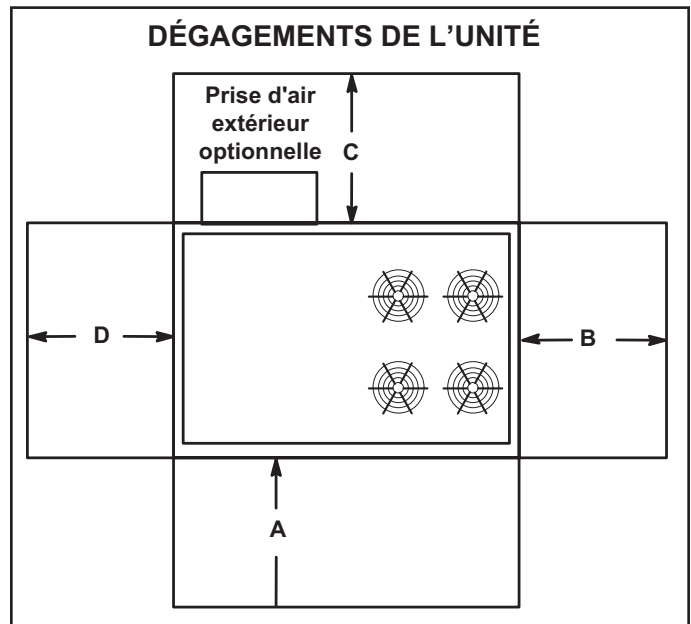 DÉGAGEMENTS DE L’UNITÉ
Prise d'air
extérieur
optionnelle
C
D
B
A